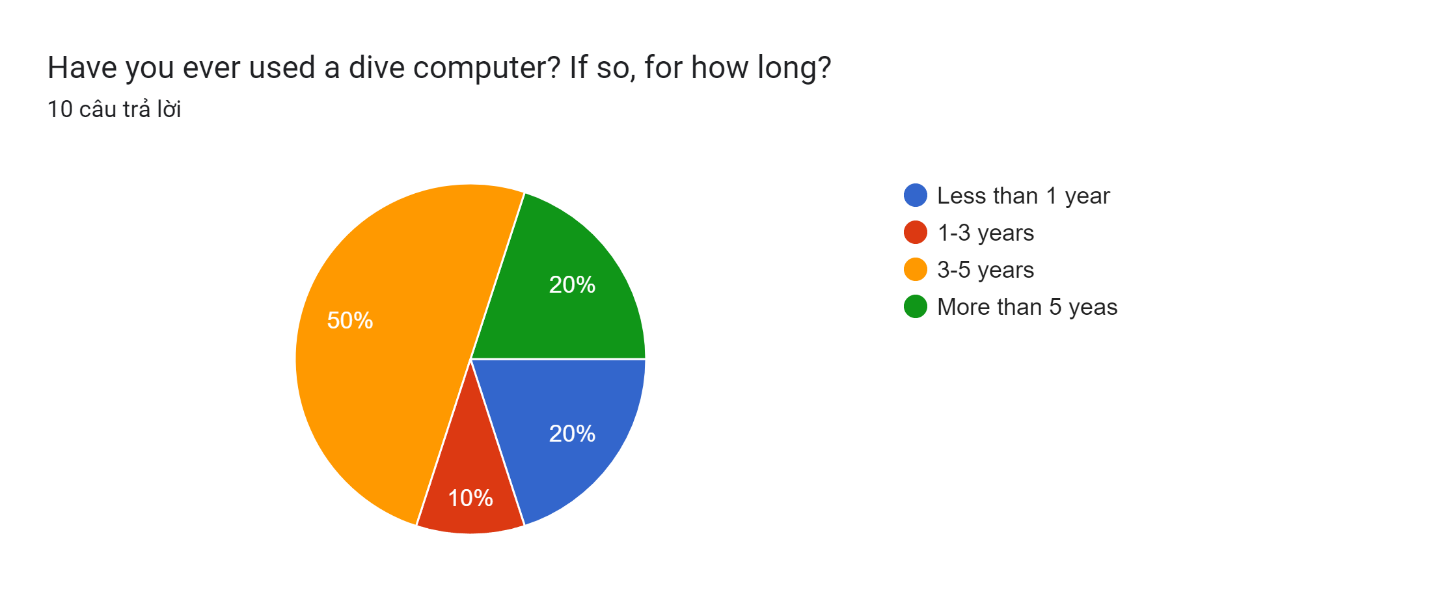 Have you ever used a dive computer? If so, for how long?
10 câu trả lời
Less than 1 year
1-3 years
3-5 years
More than 5 yeas
20%
50%
20%
10%